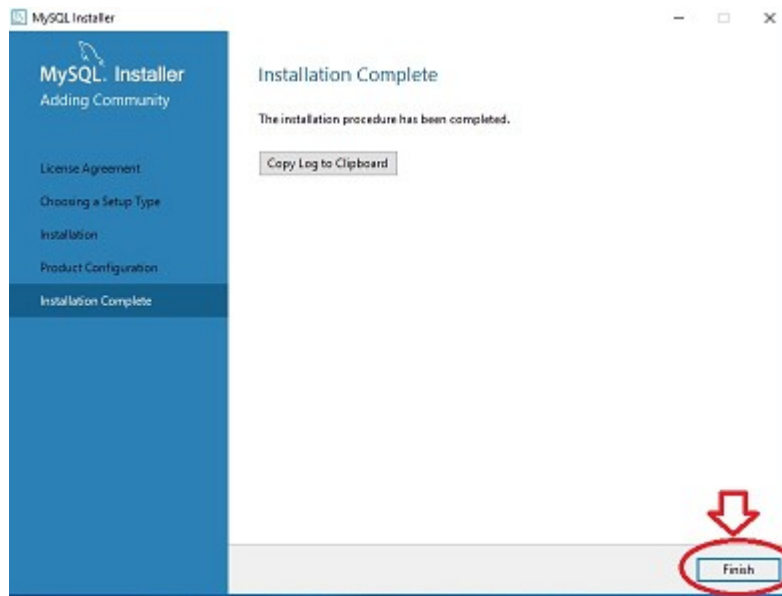 MySQL Installer
MySQL. Installer
Adding Community
License Agreement
Choosing a Setup Type
Installation
Product Configuration
Installation Complete
Installation Complete
The installation procedure has been completed.
Copy Log to Clipboard
Finish